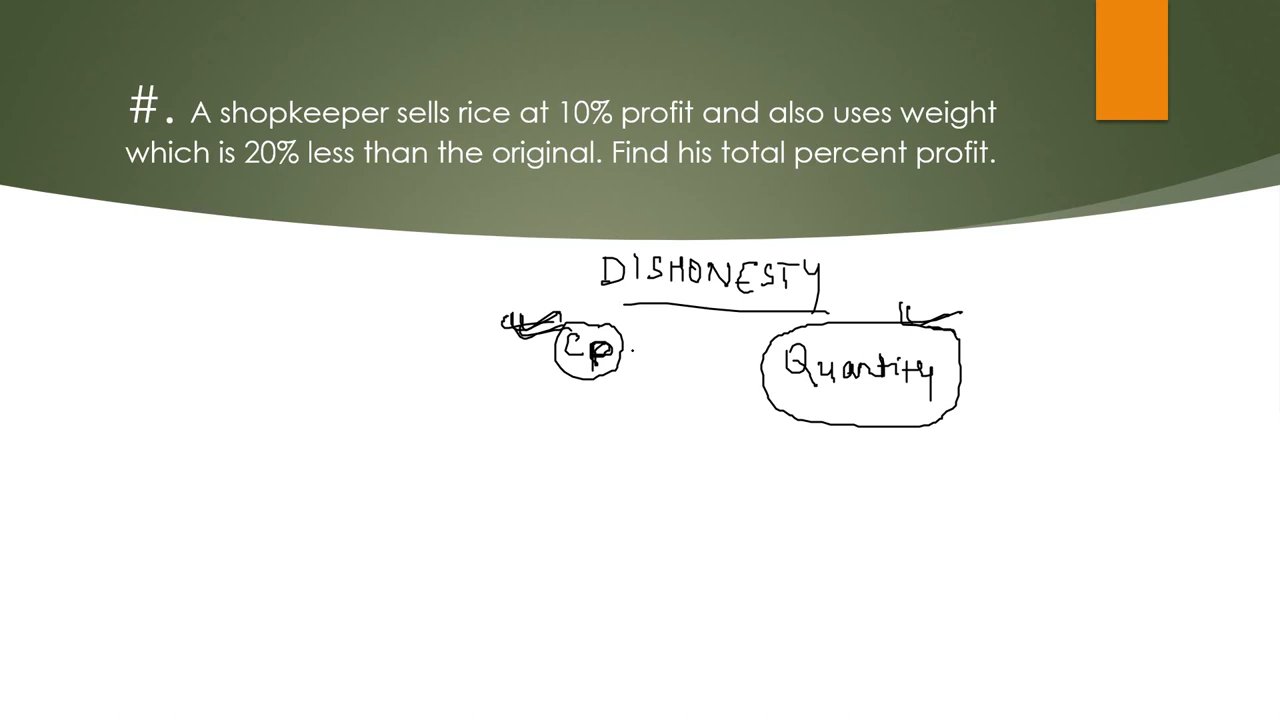 #. A shopkeeper sells rice at 10% profit and also uses weight
which is 20% less than the original. Find his total percent profit.
DISHONESTY
CP
Quantity